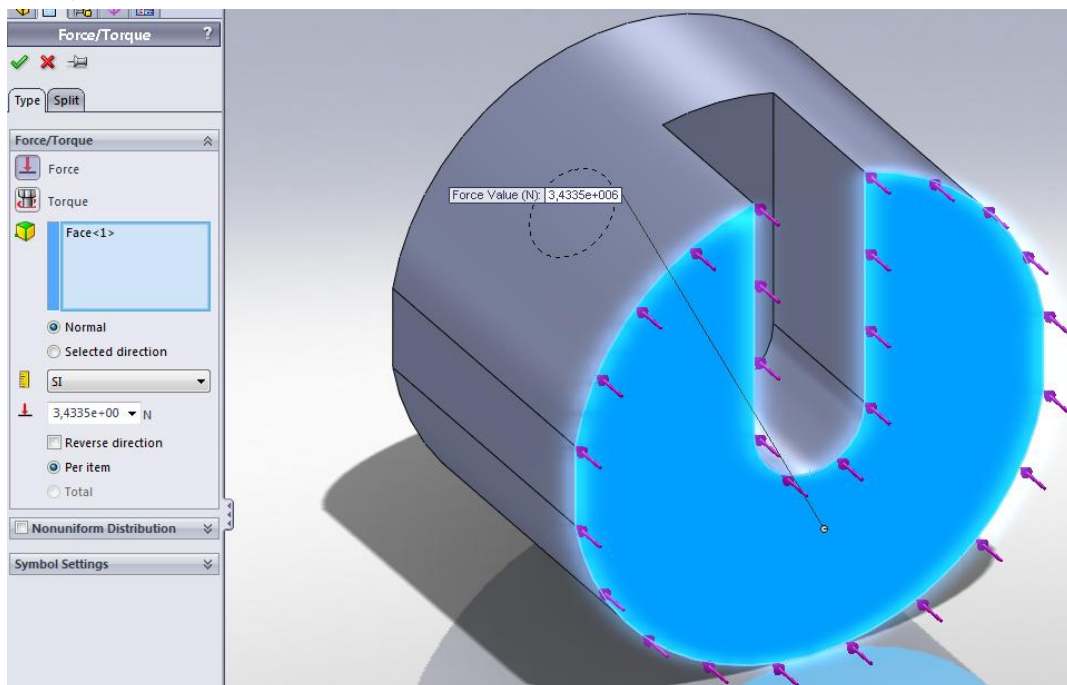 Force/Torque ?
Type Split
Force/Torque
Force
Torque
Face<1>
Normal
Selected direction
SI
3,4335e+00 N
Reverse direction
Per item
Total
Nonuniform Distribution
Symbol Settings
Force Value (N): 3,4335e+006